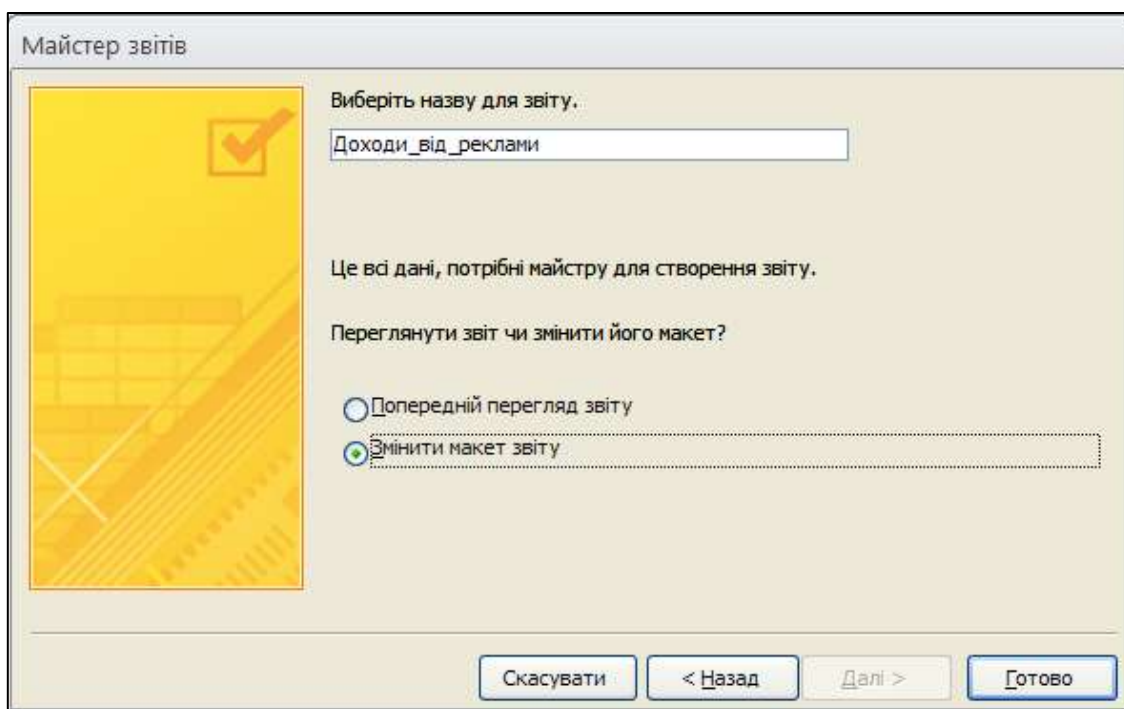 Майстер звітів
Виберіть назву для звіту.
Доходи_від_реклами
Це всі дані, потрібні майстру для створення звіту.
Переглянути звіт чи змінити його макет?
Попередній перегляд звіту
Змінити макет звіту
Скасувати
< Назад
Далі >
Готово